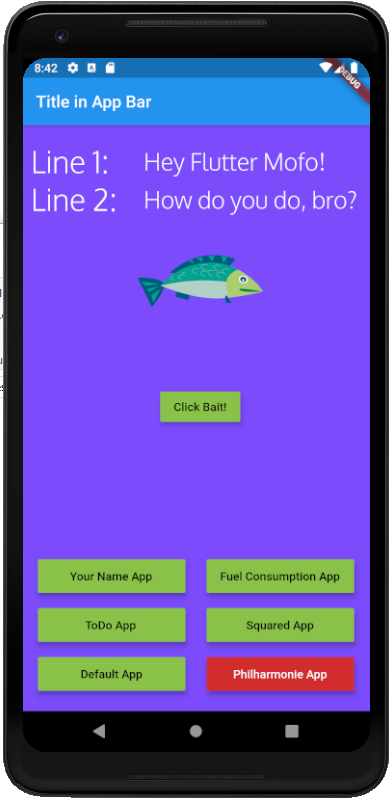 8:42
DEBUG
Title in App Bar
Line 1: Hey Flutter Mofo!
Line 2: How do you do, bro?
Click Bait!
Your Name App Fuel Consumption App
ToDo App Squared App
Default App Philharmonie App